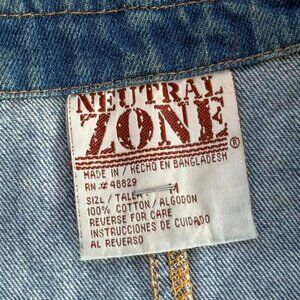 NEUTRAL
ZONE®
MADE IN / HECHO EN BANGLADESH
RN # 48829
SIZE / TALLA M
100% COTTON / ALGODON
REVERSE FOR CARE
INSTRUCCIONES DE CUIDADO
AL REVERSO